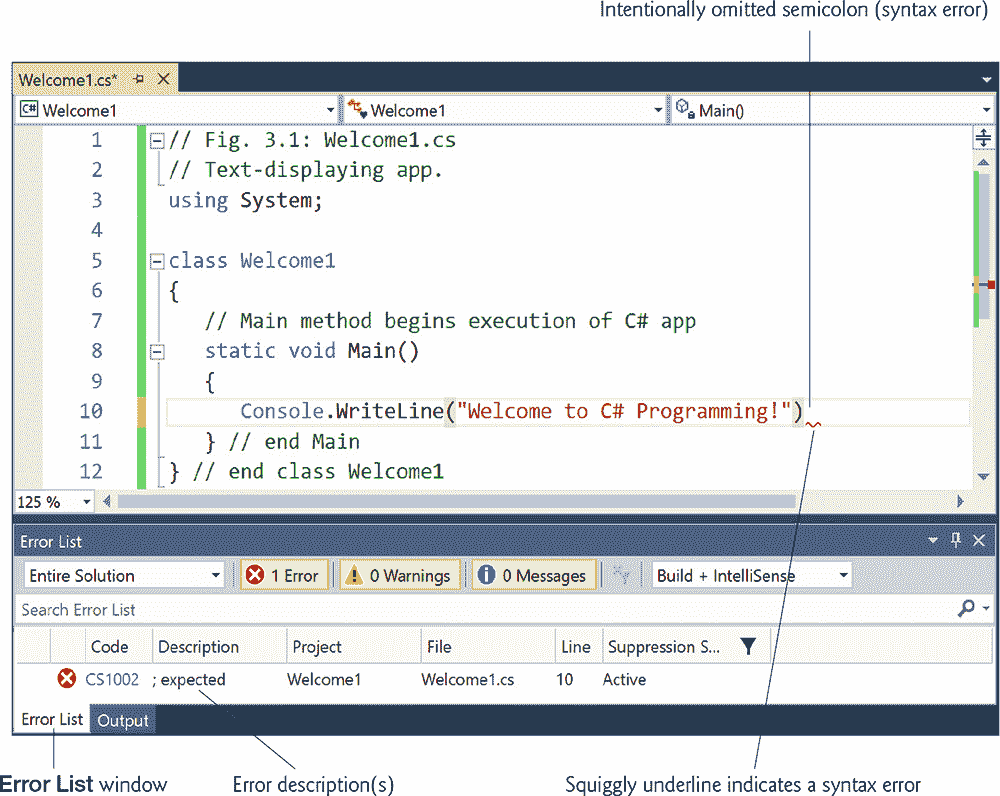 Intentionally omitted semicolon (syntax error)
Welcome1.cs*
C# Welcome1 Welcome1 Main()
1 // Fig. 3.1: Welcome1.cs
2 // Text-displaying app.
3 using System;
4
5 class Welcome1
6 {
7 // Main method begins execution of C# app
8 static void Main()
9 {
10 Console.WriteLine("Welcome to C# Programming!")
11 } // end Main
12 } // end class Welcome1
125 %
Error List
Entire Solution 1 Error 0 Warnings 0 Messages Build + IntelliSense
Search Error List
Code Description Project File Line Suppression S...
CS1002 ; expected Welcome1 Welcome1.cs 10 Active
Error List Output
Error List window Error description(s) Squiggly underline indicates a syntax error